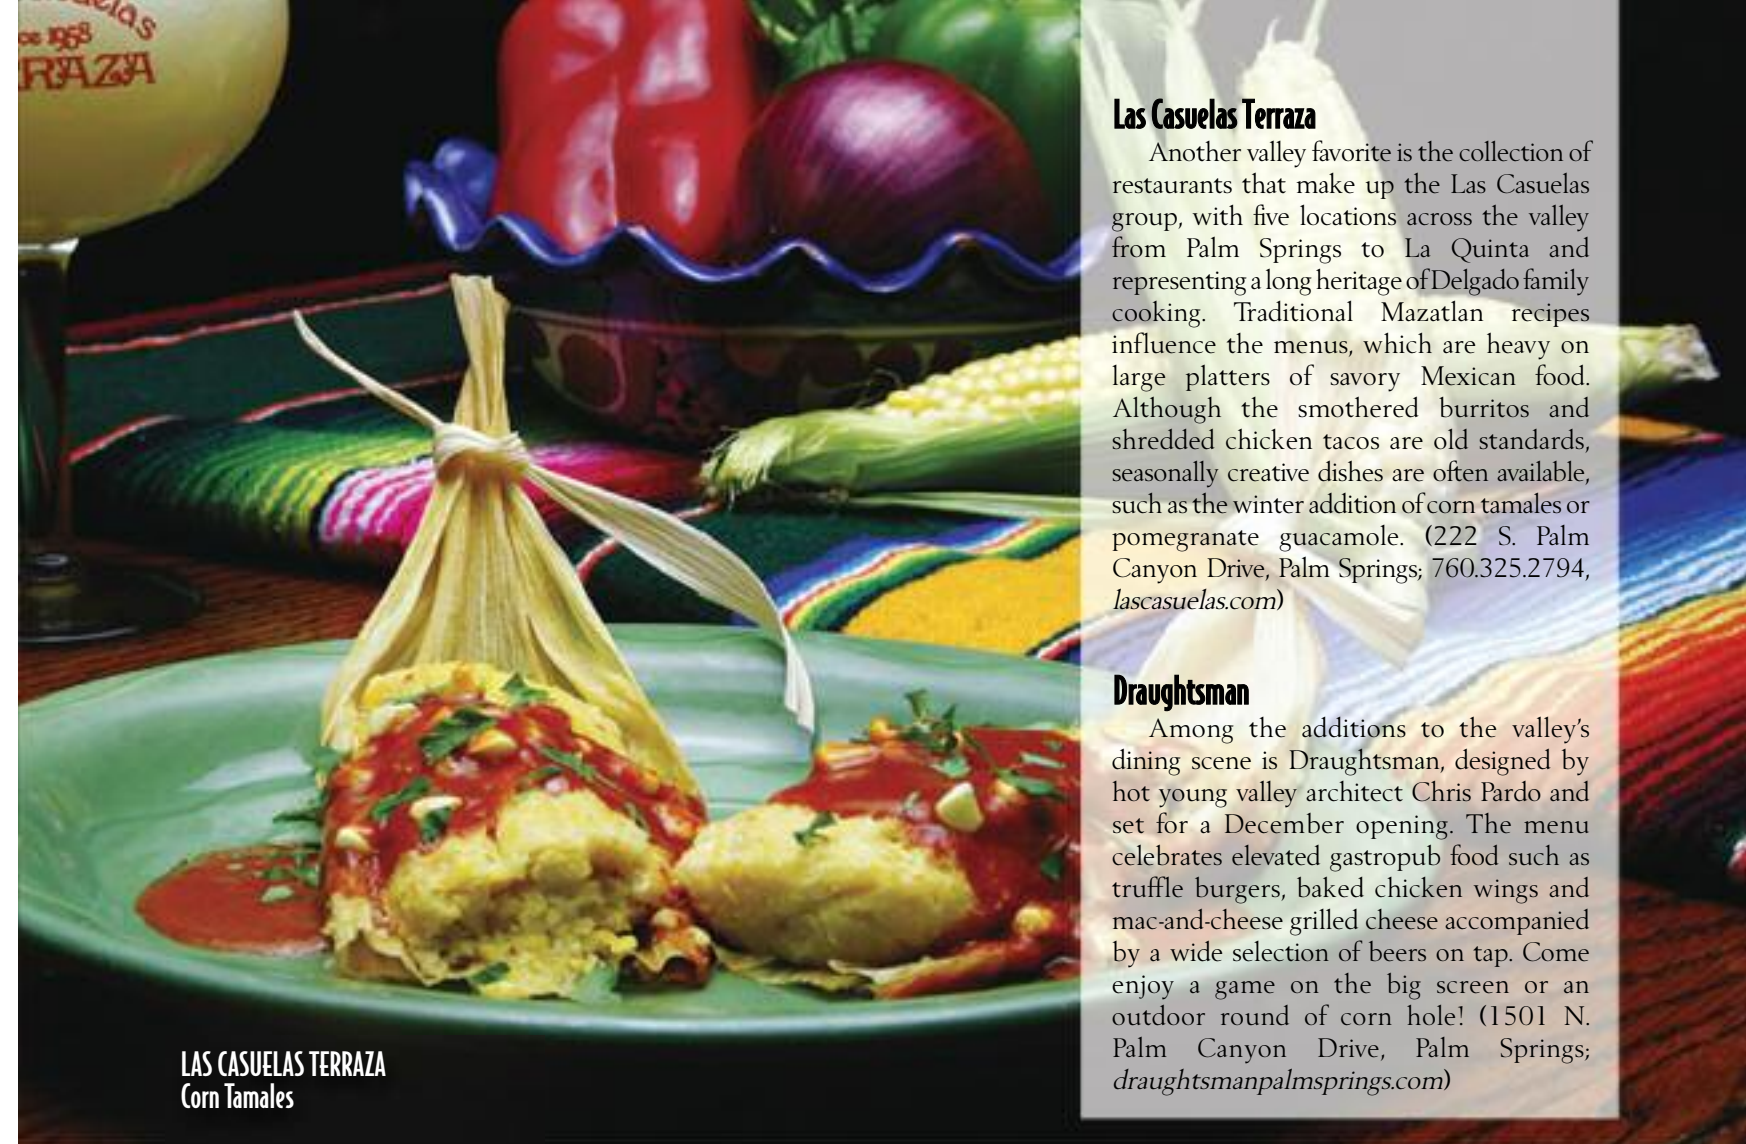 ce 1958
RAZA
Las Casuelas Terraza
Another valley favorite is the collection of
restaurants that make up the Las Casuelas
group, with five locations across the valley
from Palm Springs to La Quinta and
representing a long heritage of Delgado family
cooking. Traditional Mazatlan recipes
influence the menus, which are heavy on
large platters of savory Mexican food.
Although the smothered burritos and
shredded chicken tacos are old standards,
seasonally creative dishes are often available,
such as the winter addition of corn tamales or
pomegranate guacamole. (222 S. Palm
Canyon Drive, Palm Springs; 760.325.2794,
lascasuelas.com)
Draughtsman
Among the additions to the valley's
dining scene is Draughtsman, designed by
hot young valley architect Chris Pardo and
set for a December opening. The menu
celebrates elevated gastropub food such as
truffle burgers, baked chicken wings and
mac-and-cheese grilled cheese accompanied
by a wide selection of beers on tap. Come
enjoy a game on the big screen or an
outdoor round of corn hole! (1501 N.
Palm Canyon Drive, Palm Springs;
draughtsmanpalmsprings.com)
LAS CASUELAS TERRAZA
Corn Tamales